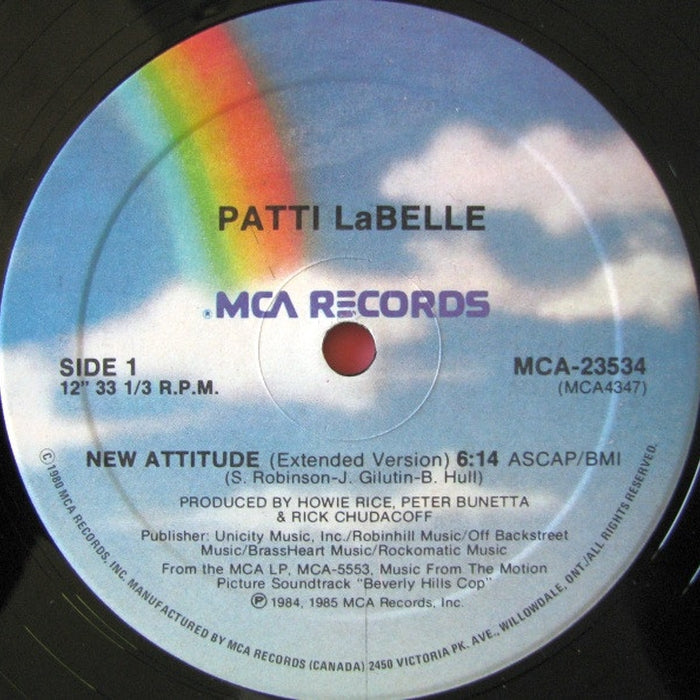 PATTI LaBELLE
®MCA RECORDS
SIDE 1
12" 33 1/3 R.P.M.
MCA-23534
(MCA4347)
NEW ATTITUDE (Extended Version) 6:14 ASCAP/BMI
(S. Robinson-J. Gilutin-B. Hull)
PRODUCED BY HOWIE RICE, PETER BUNETTA
& RICK CHUDACOFF
Publisher: Unicity Music, Inc./Robinhill Music/Off Backstreet
Music/BrassHeart Music/Rockomatic Music
From the MCA LP, MCA-5553, Music From The Motion
Picture Soundtrack "Beverly Hills Cop"
℗ 1984, 1985 MCA Records, Inc.
© 1980 MCA RECORDS, INC. MANUFACTURED BY MCA RECORDS (CANADA) 2450 VICTORIA PK. AVE., WILLOWDALE, ONT./ALL RIGHTS RESERVED.